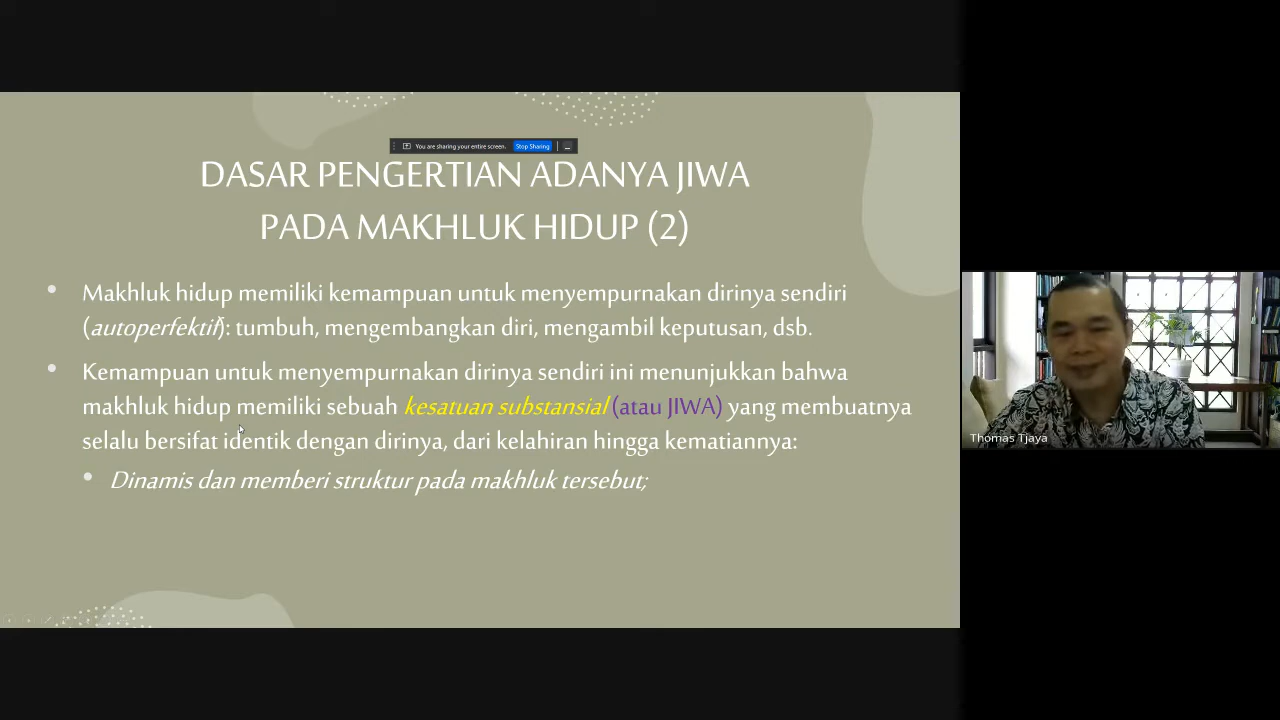 You are sharing your entire screen. Stop Sharing
DASAR PENGERTIAN ADANYA JIWA
PADA MAKHLUK HIDUP (2)
• Makhluk hidup memiliki kemampuan untuk menyempurnakan dirinya sendiri
(autoperfektif): tumbuh, mengembangkan diri, mengambil keputusan, dsb.
• Kemampuan untuk menyempurnakan dirinya sendiri ini menunjukkan bahwa
makhluk hidup memiliki sebuah kesatuan substansial (atau JIWA) yang membuatnya
selalu bersifat identik dengan dirinya, dari kelahiran hingga kematiannya:
• Dinamis dan memberi struktur pada makhluk tersebut;
Thomas Tjaya